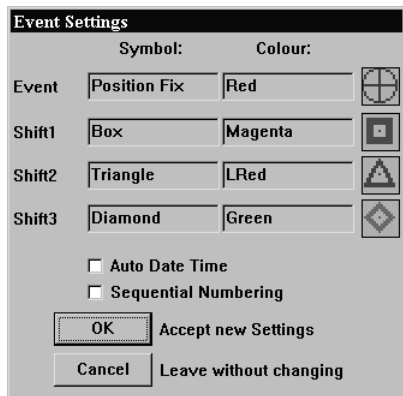 Event Settings
Symbol: Colour:
Event Position Fix Red
Shift1 Box Magenta
Shift2 Triangle LRed
Shift3 Diamond Green
Auto Date Time
Sequential Numbering
OK Accept new Settings
Cancel Leave without changing